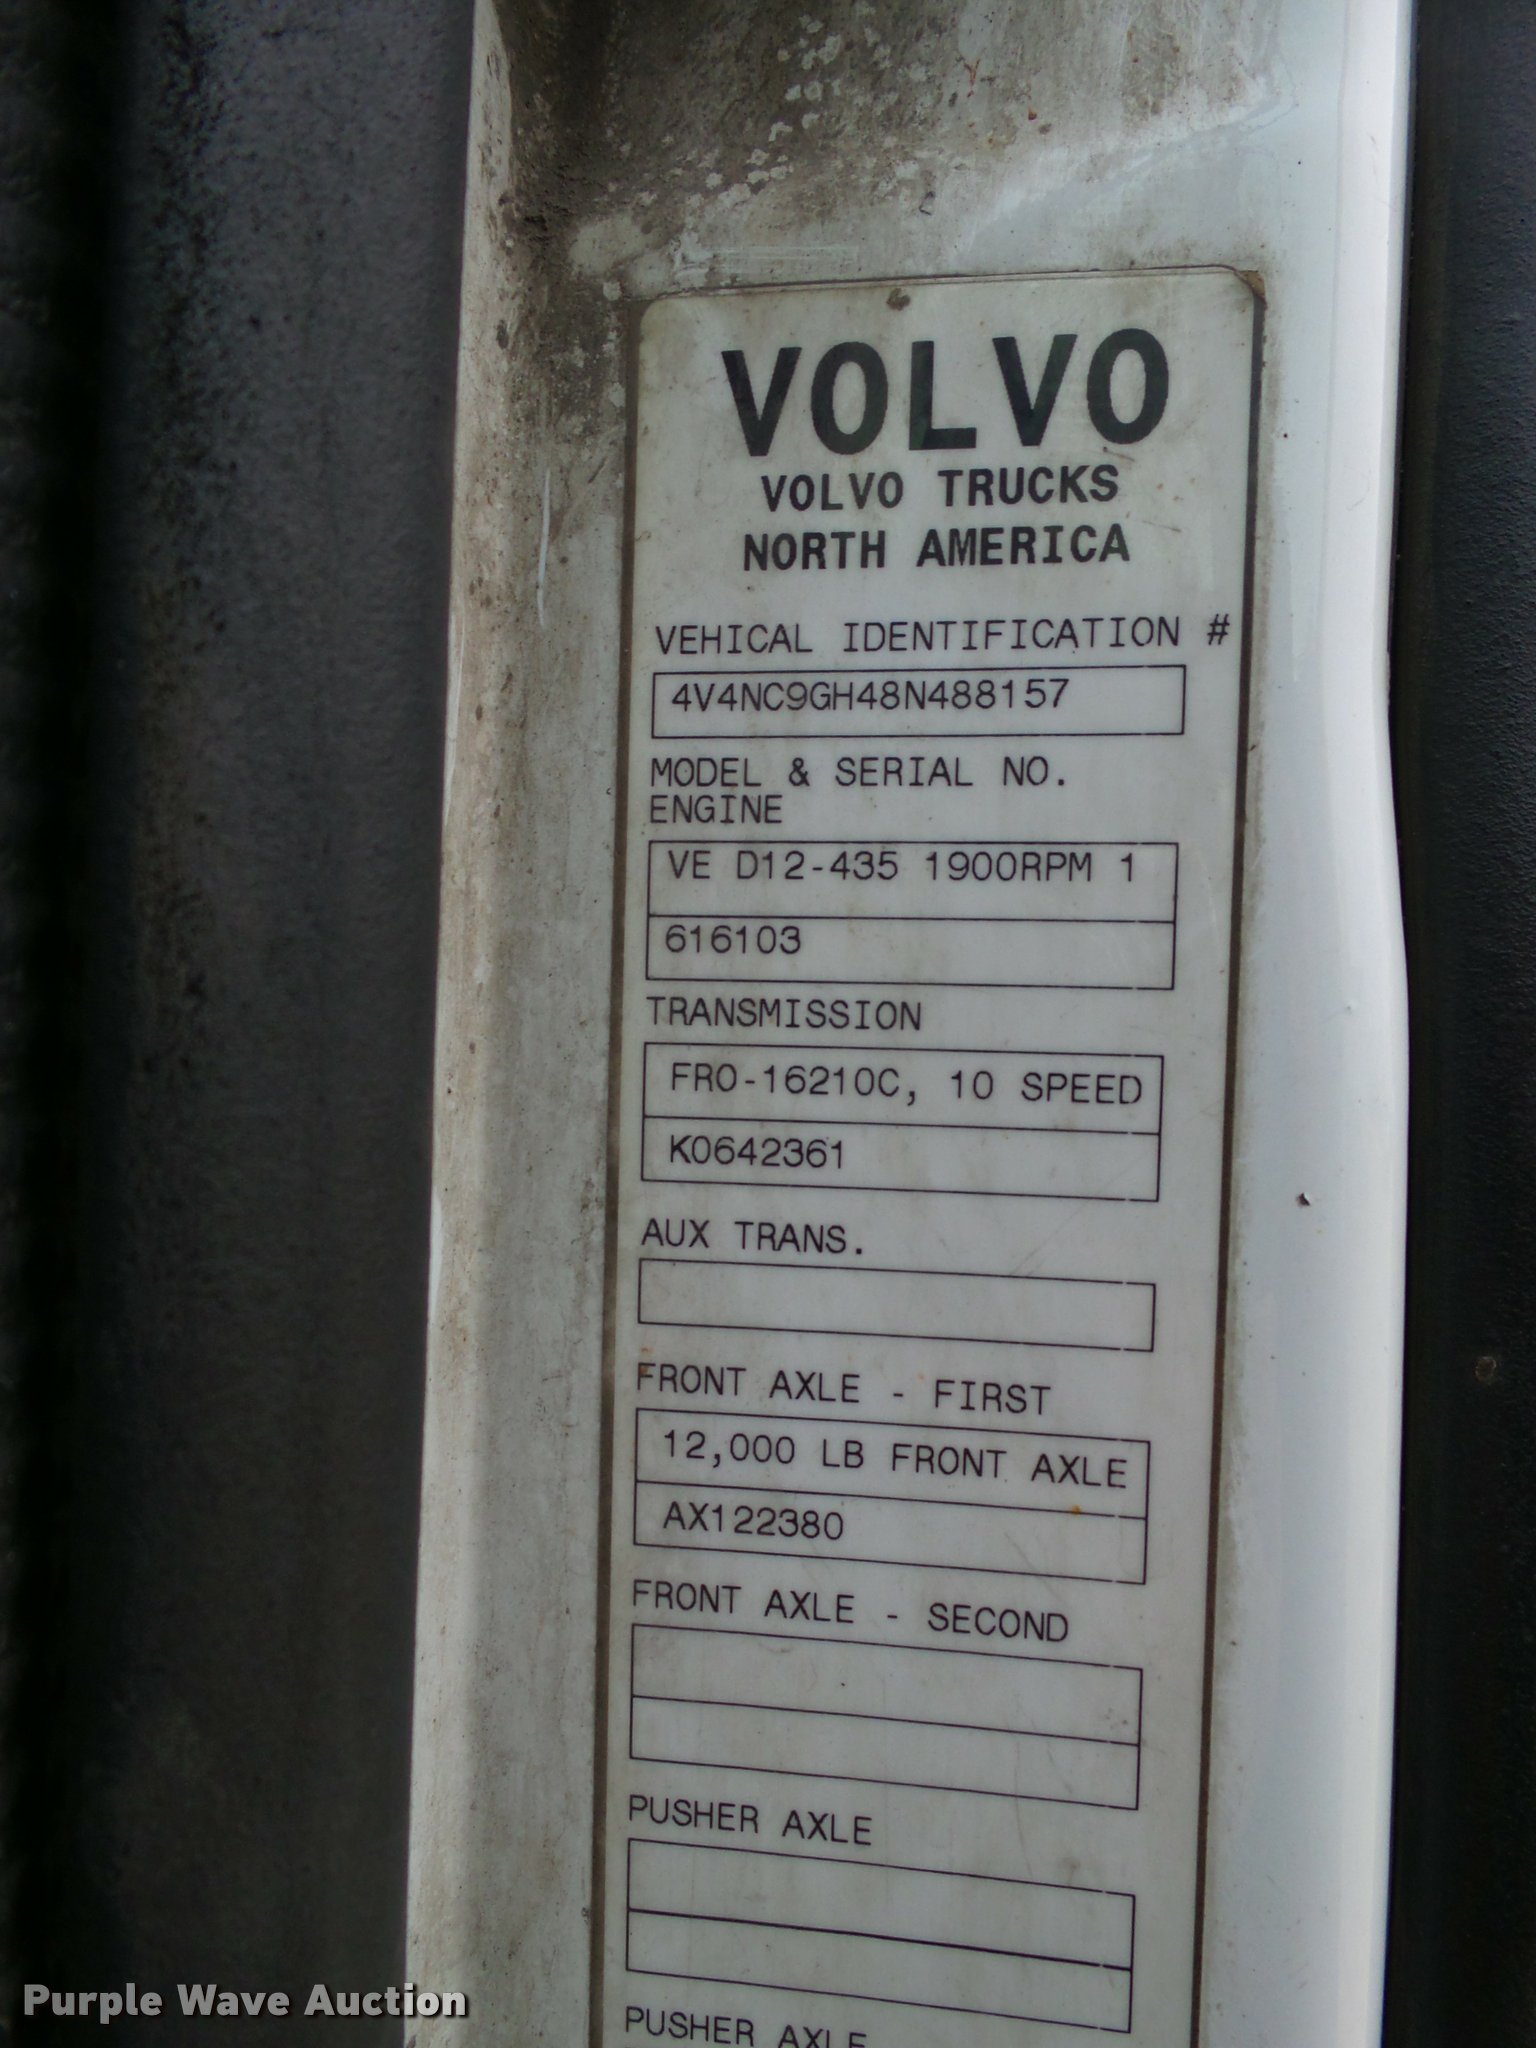 VOLVO
VOLVO TRUCKS
NORTH AMERICA
VEHICAL IDENTIFICATION #
4V4NC9GH48N488157
MODEL & SERIAL NO.
ENGINE
VE D12-435 1900RPM 1
616103
TRANSMISSION
FRO-16210C, 10 SPEED
K0642361
AUX TRANS.
FRONT AXLE - FIRST
12,000 LB FRONT AXLE
AX122380
FRONT AXLE - SECOND
PUSHER AXLE
PUSHER AXLE
Purple Wave Auction